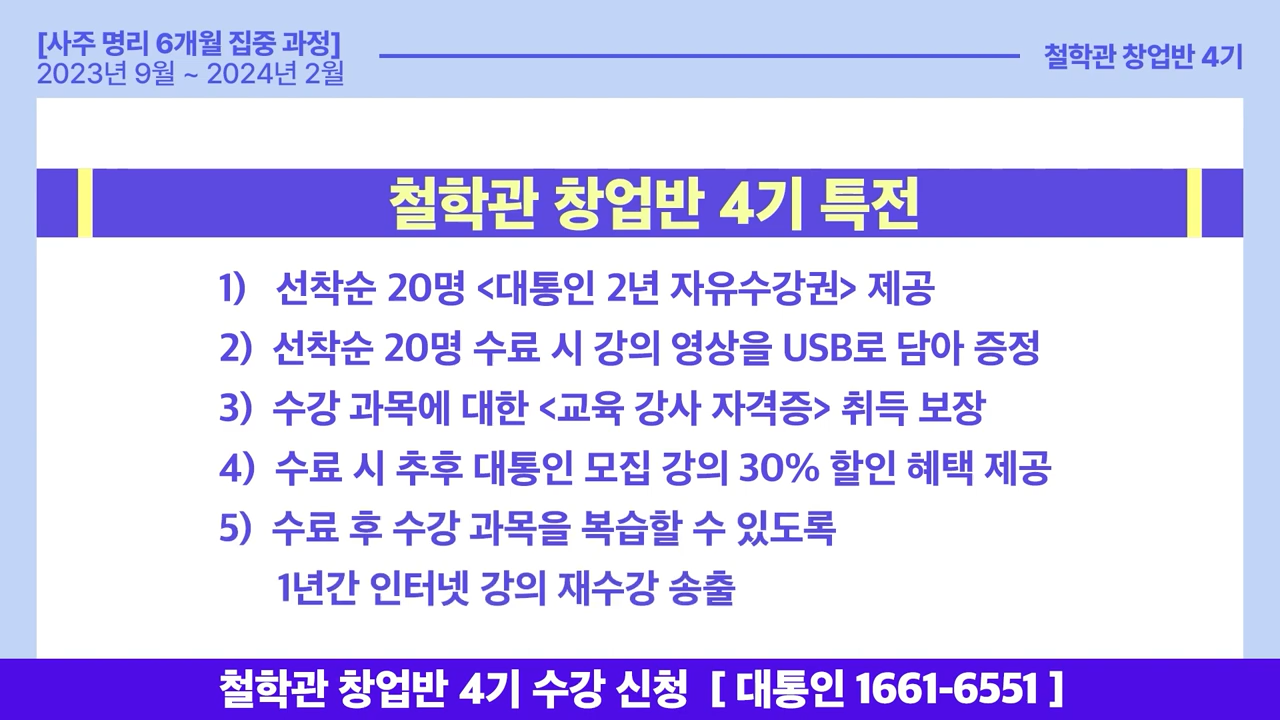 [사주 명리 6개월 집중 과정]
2023년 9월 ~ 2024년 2월
철학관 창업반 4기
철학관 창업반 4기 특전
1) 선착순 20명 <대통인 2년 자유수강권> 제공
2) 선착순 20명 수료 시 강의 영상을 USB로 담아 증정
3) 수강 과목에 대한 <교육 강사 자격증> 취득 보장
4) 수료 시 추후 대통인 모집 강의 30% 할인 혜택 제공
5) 수료 후 수강 과목을 복습할 수 있도록
1년간 인터넷 강의 재수강 송출
철학관 창업반 4기 수강 신청 [ 대통인 1661-6551 ]